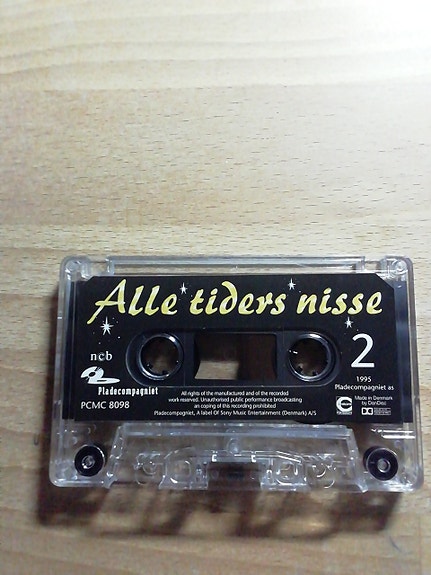 Alle tiders nisse
ncb
2
Pladecompagniet
PCMC 8098
All rights of the manufactured and of the recorded
work reserved. Unauthorised public performance broadcasting
an copying of this recording prohibited
Pladecompagniet, A label Of Sony Music Entertainment (Denmark) A/S
1995
Pladecompagniet as
Made in Denmark
by DanDisc